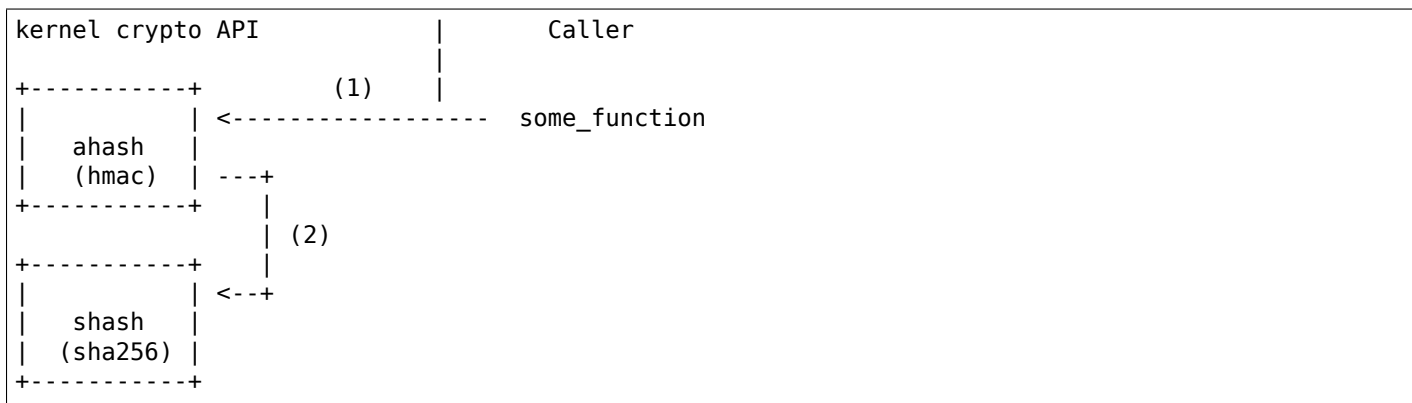 kernel crypto API            |       Caller
                             |
+-----------+         (1)    |
|           | <------------------  some_function
|   ahash   |
|   (hmac)  | ---+
+-----------+    |
                 | (2)
+-----------+    |
|           | <--+
|   shash   |
|  (sha256) |
+-----------+